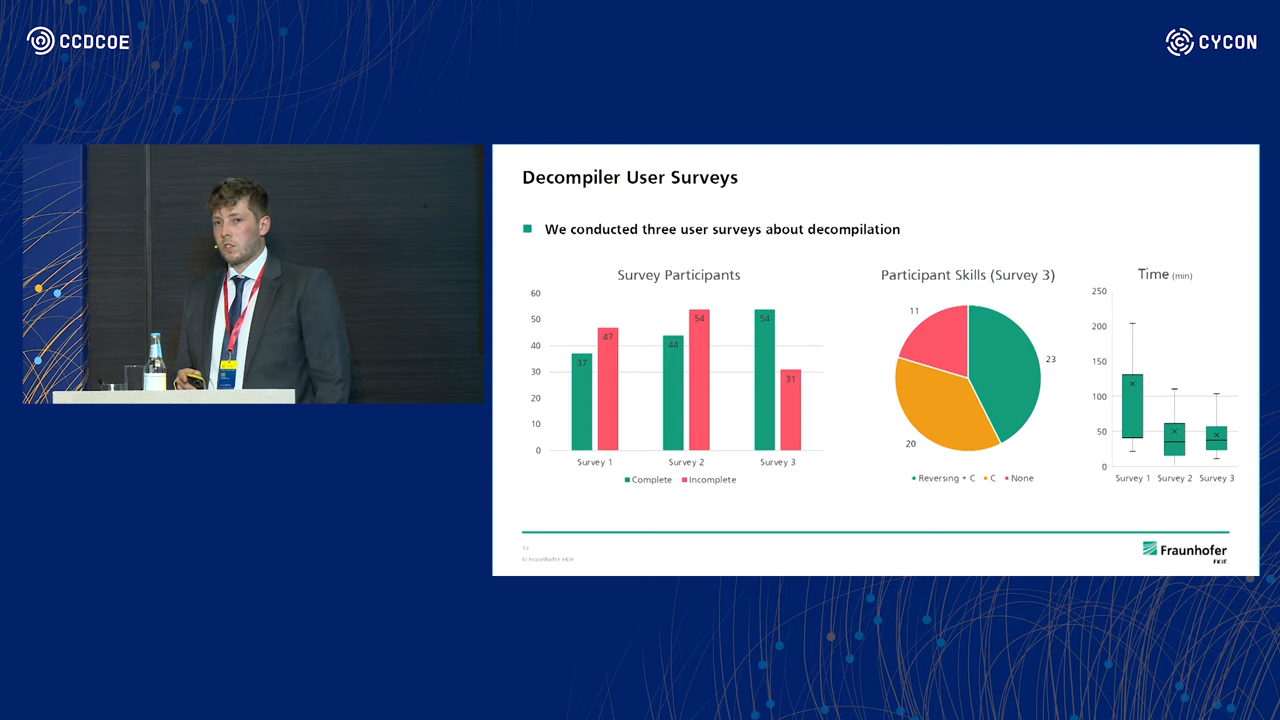 CCDCOE
CYCON
Decompiler User Surveys
We conducted three user surveys about decompilation
Survey Participants
60
50
40
30
20
10
0
37
47
44
54
54
31
Survey 1
Survey 2
Survey 3
Complete
Incomplete
Participant Skills (Survey 3)
11
23
20
Reversing + C
C
None
Time (min)
250
200
150
100
50
0
Survey 1
Survey 2
Survey 3
© Fraunhofer FKIE
Fraunhofer
FKIE